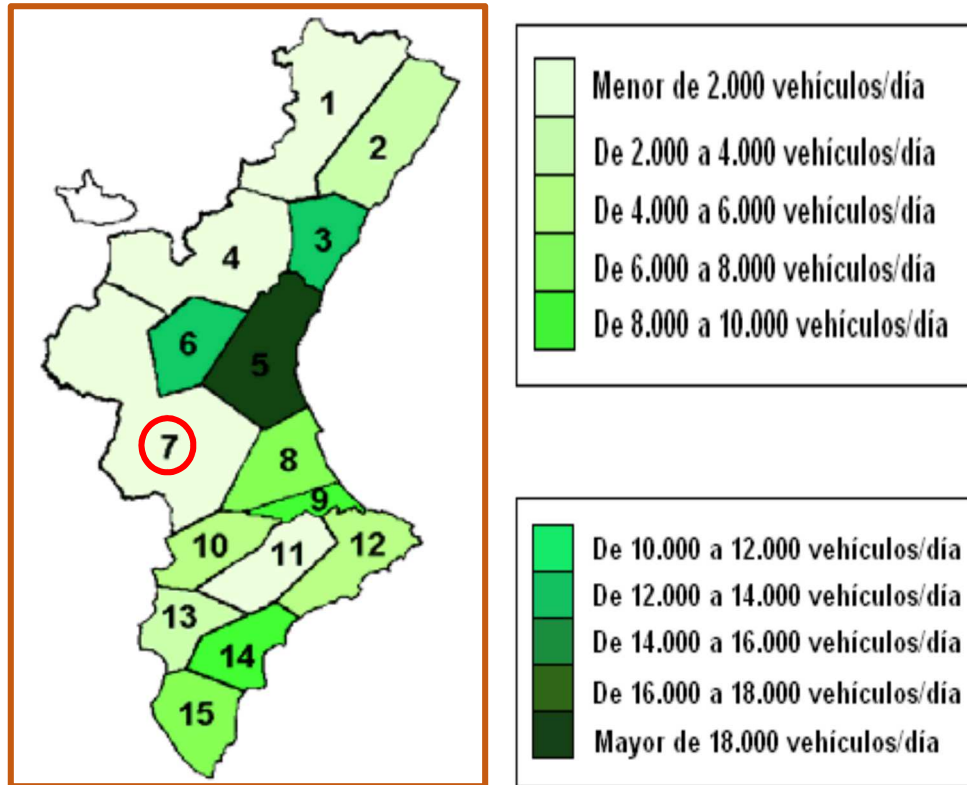 1
2
3
4
5
6
7
8
9
10
11
12
13
14
15
Menor de 2.000 vehículos/día
De 2.000 a 4.000 vehículos/día
De 4.000 a 6.000 vehículos/día
De 6.000 a 8.000 vehículos/día
De 8.000 a 10.000 vehículos/día
De 10.000 a 12.000 vehículos/día
De 12.000 a 14.000 vehículos/día
De 14.000 a 16.000 vehículos/día
De 16.000 a 18.000 vehículos/día
Mayor de 18.000 vehículos/día